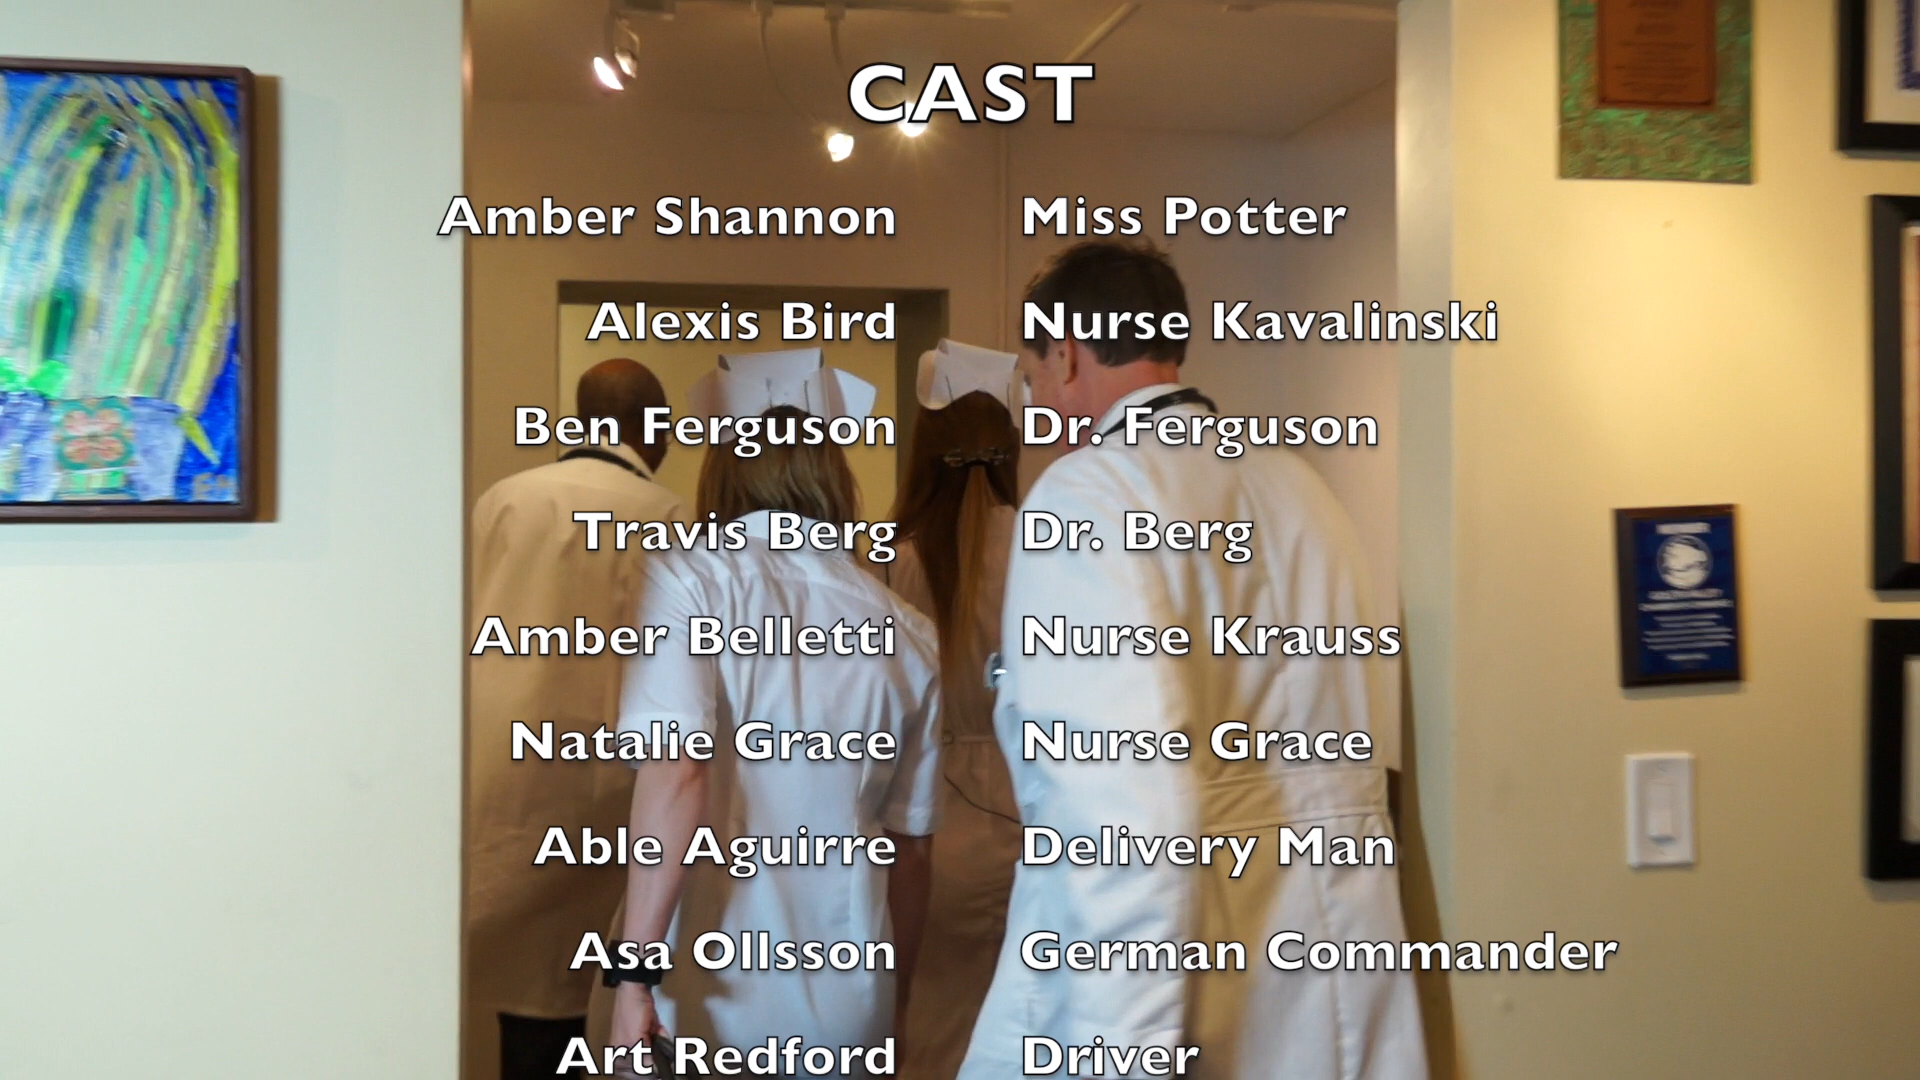 CAST
Amber Shannon Miss Potter
Alexis Bird Nurse Kavalinski
Ben Ferguson Dr. Ferguson
Travis Berg Dr. Berg
Amber Belletti Nurse Krauss
Natalie Grace Nurse Grace
Able Aguirre Delivery Man
Asa Ollsson German Commander
Art Redford Driver